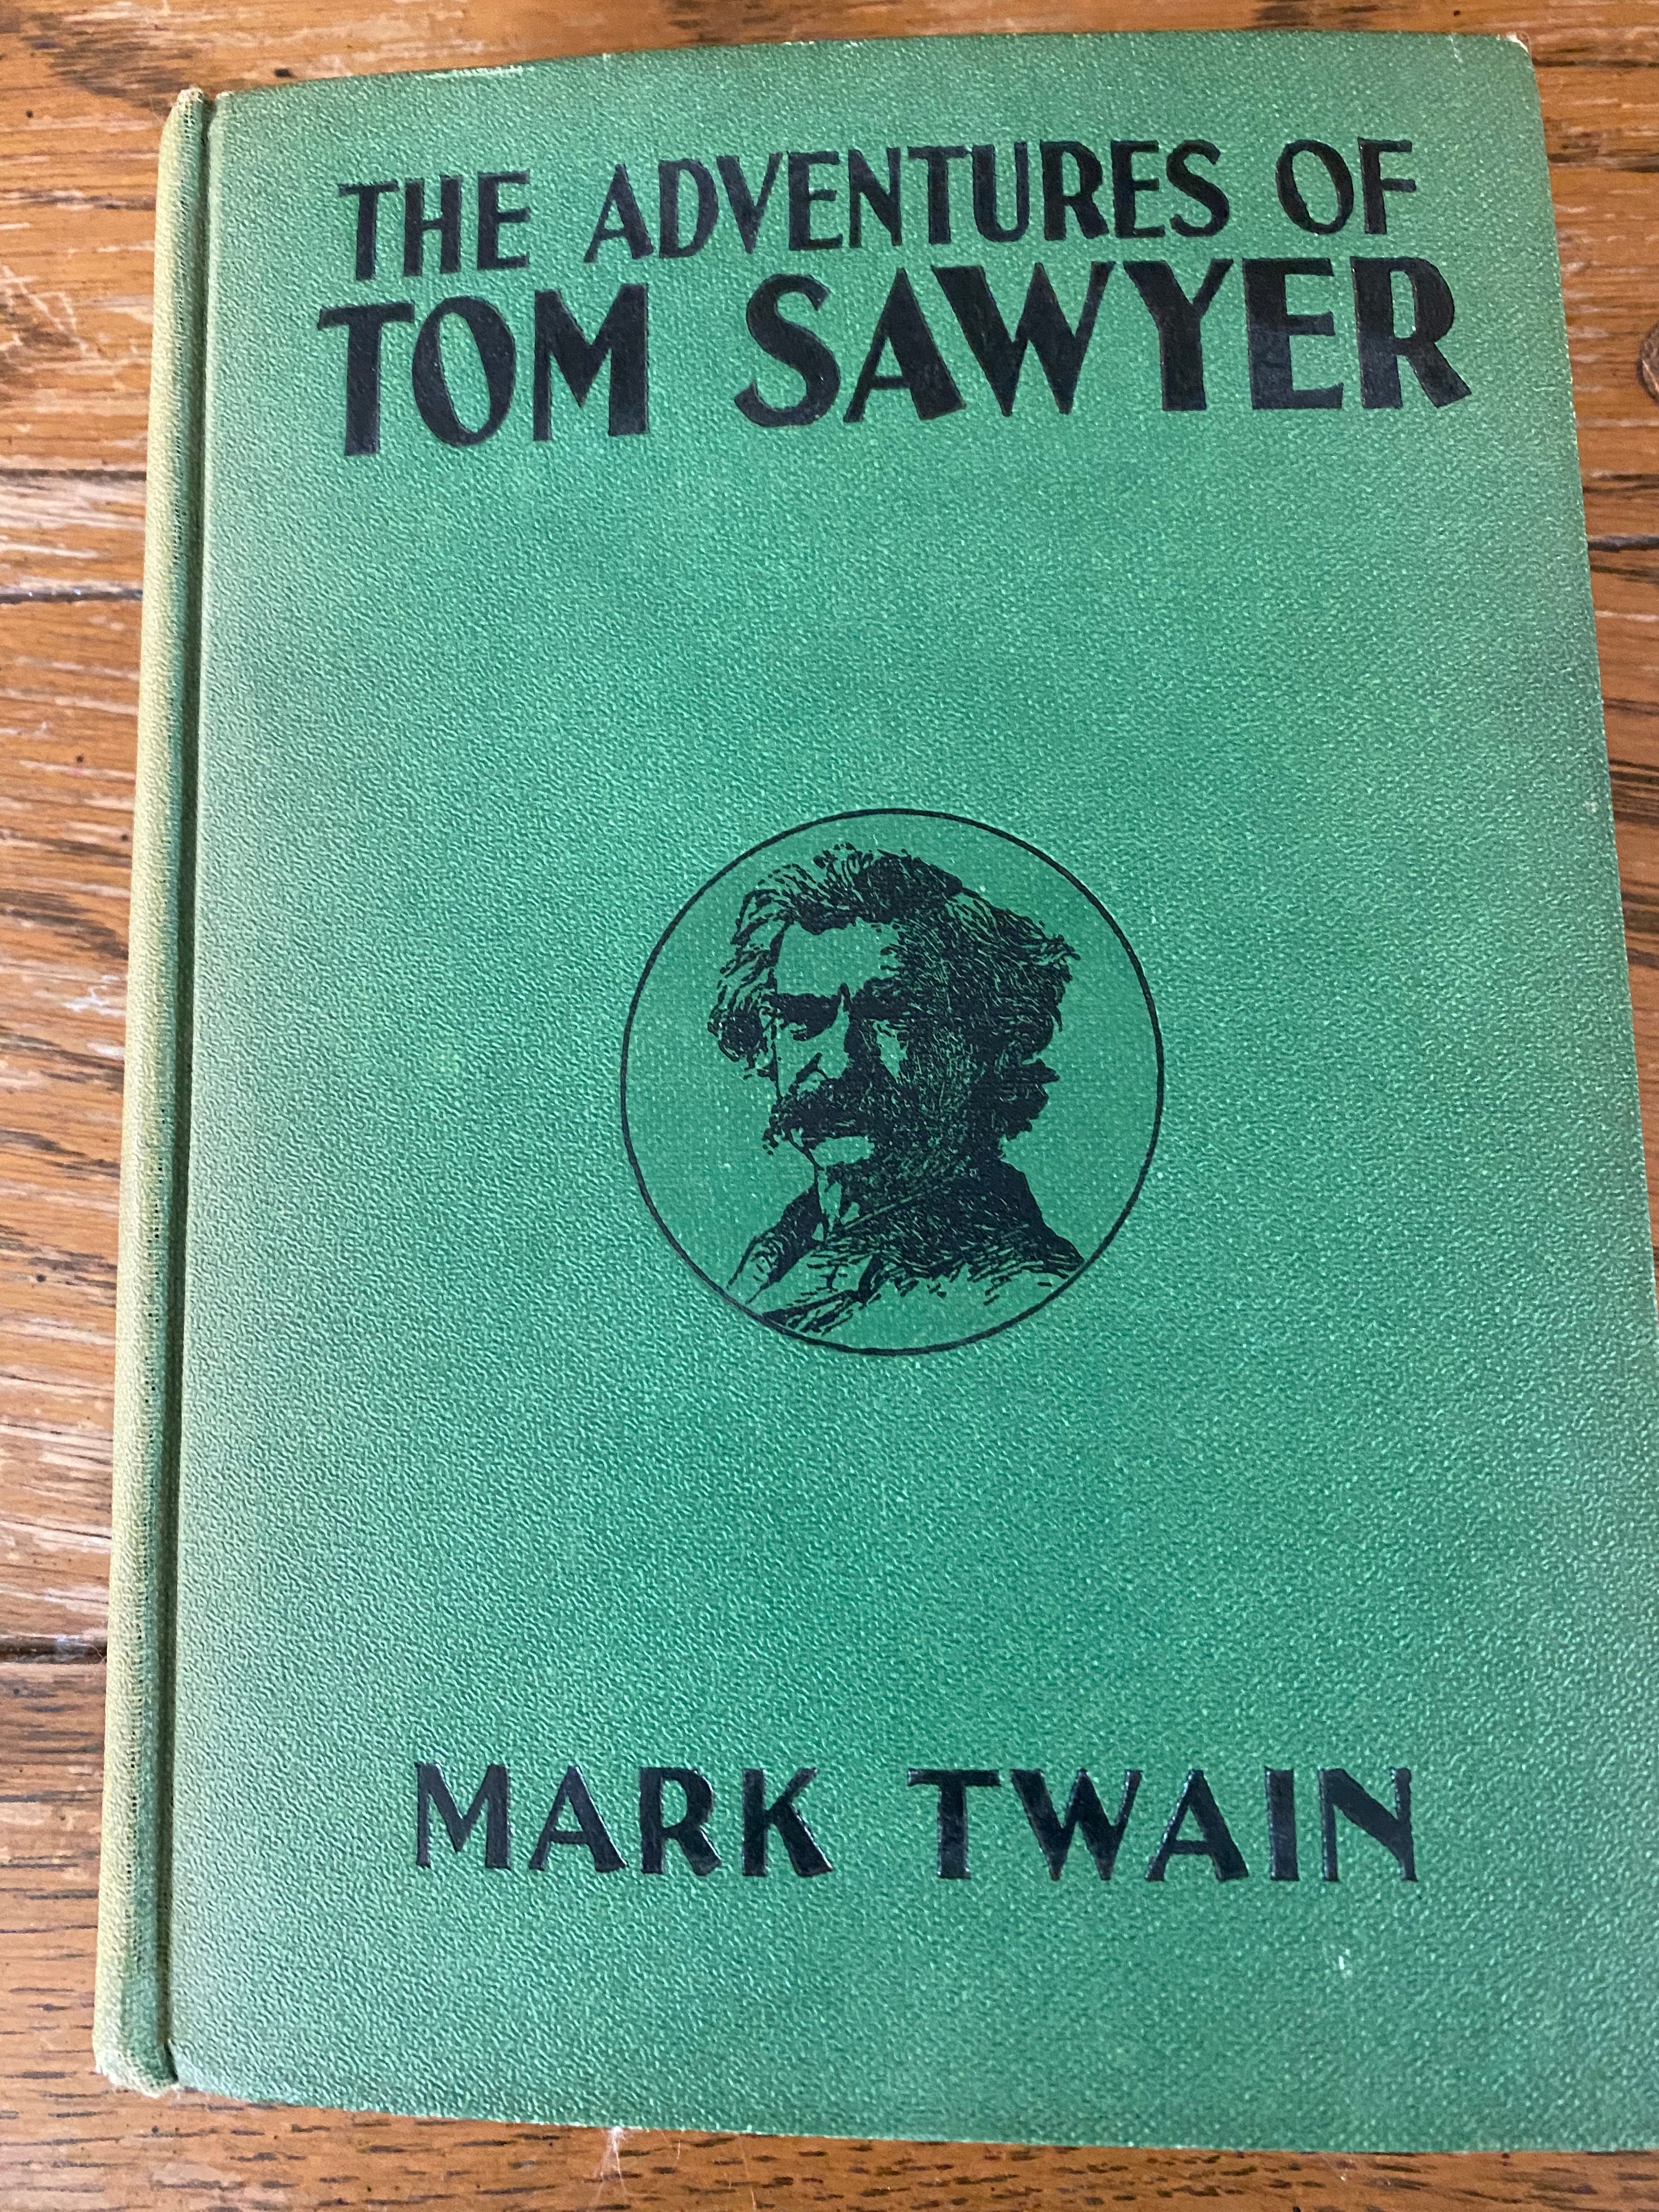 THE ADVENTURES OF
TOM SAWYER
MARK TWAIN